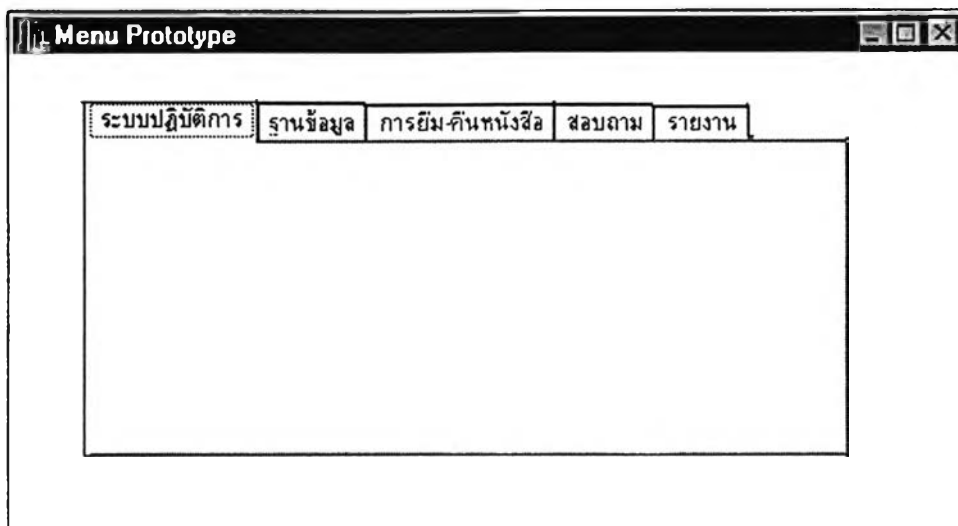 Menu Prototype
ระบบปฏิบัติการ ฐานข้อมูล การยืม-คืนหนังสือ สอบถาม รายงาน